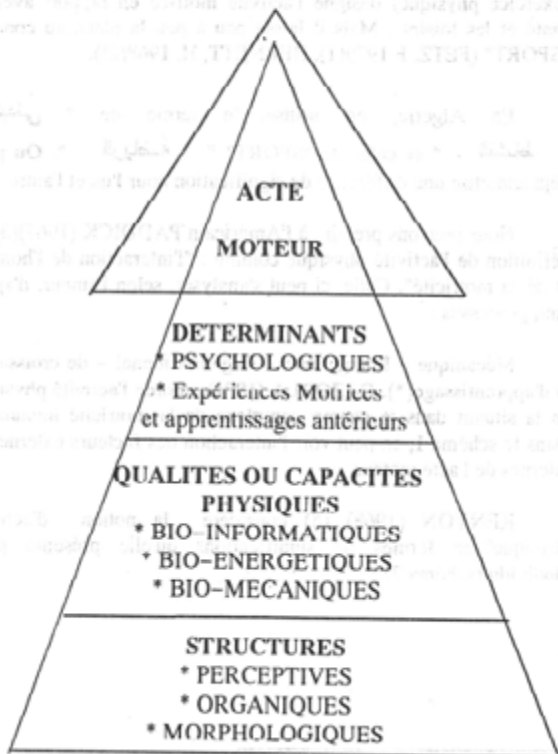 ACTE
MOTEUR
DETERMINANTS
* PSYCHOLOGIQUES
* Expériences Motrices
et apprentissages antérieurs
QUALITES OU CAPACITES
PHYSIQUES
* BIO-INFORMATIQUES
* BIO-ENERGETIQUES
* BIO-MECANIQUES
STRUCTURES
* PERCEPTIVES
* ORGANIQUES
* MORPHOLOGIQUES